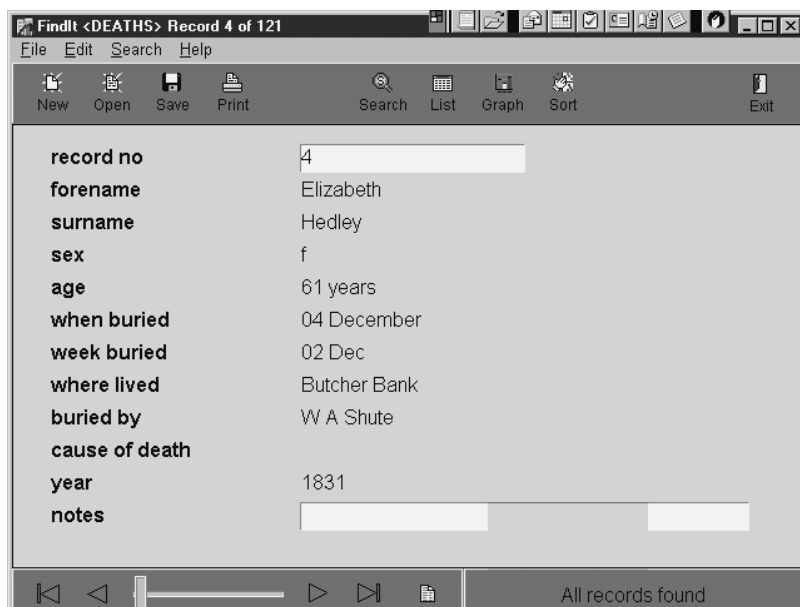 FindIt <DEATHS> Record 4 of 121
File Edit Search Help
New Open Save Print Search List Graph Sort Exit
record no 4
forename Elizabeth
surname Hedley
sex f
age 61 years
when buried 04 December
week buried 02 Dec
where lived Butcher Bank
buried by W A Shute
cause of death
year 1831
notes
All records found